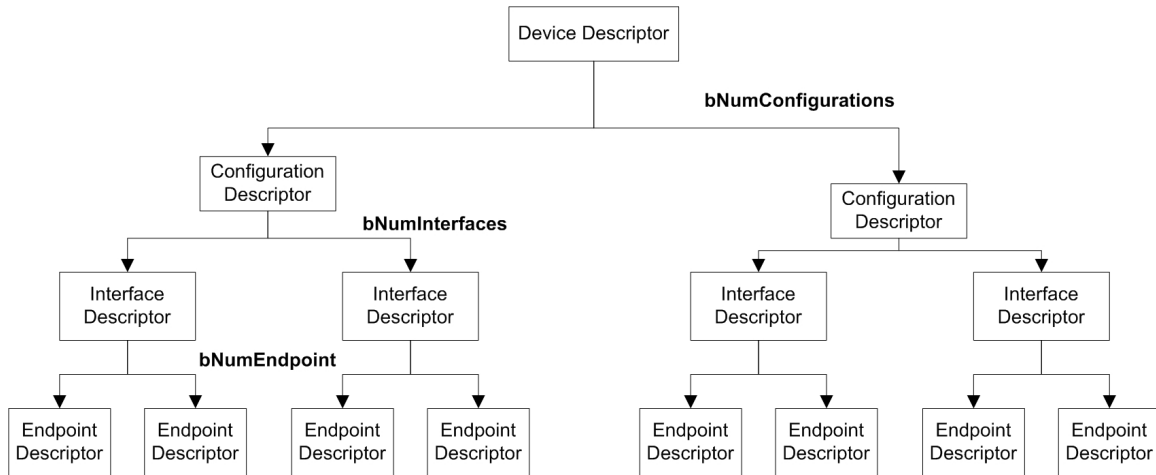 Device Descriptor
bNumConfigurations
Configuration
Descriptor
Configuration
Descriptor
bNumInterfaces
Interface
Descriptor
Interface
Descriptor
Interface
Descriptor
Interface
Descriptor
bNumEndpoint
Endpoint
Descriptor
Endpoint
Descriptor
Endpoint
Descriptor
Endpoint
Descriptor
Endpoint
Descriptor
Endpoint
Descriptor
Endpoint
Descriptor
Endpoint
Descriptor